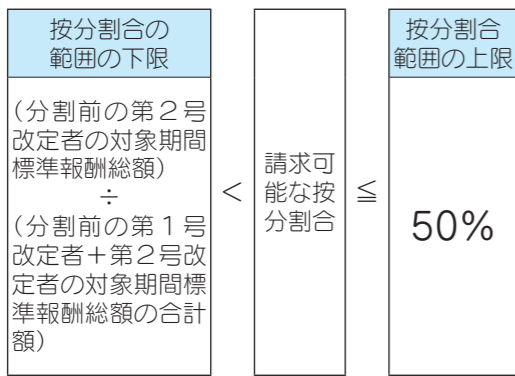 按分割合の
範囲の下限
(分割前の第２号
改定者の対象期間
標準報酬総額)
÷
(分割前の第１号
改定者＋第２号改
定者の対象期間標
準報酬総額の合計
額)
＜
請求可
能な按
分割合
≦
按分割合
範囲の上限
50%